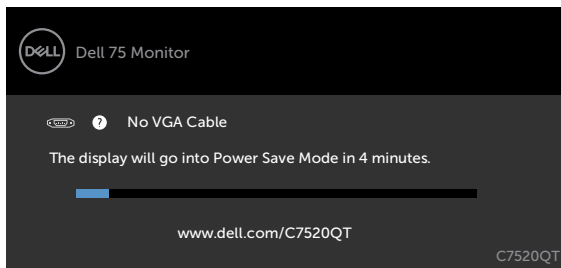 DELL
Dell 75 Monitor
? No VGA Cable
The display will go into Power Save Mode in 4 minutes.
www.dell.com/C7520QT
C7520QT